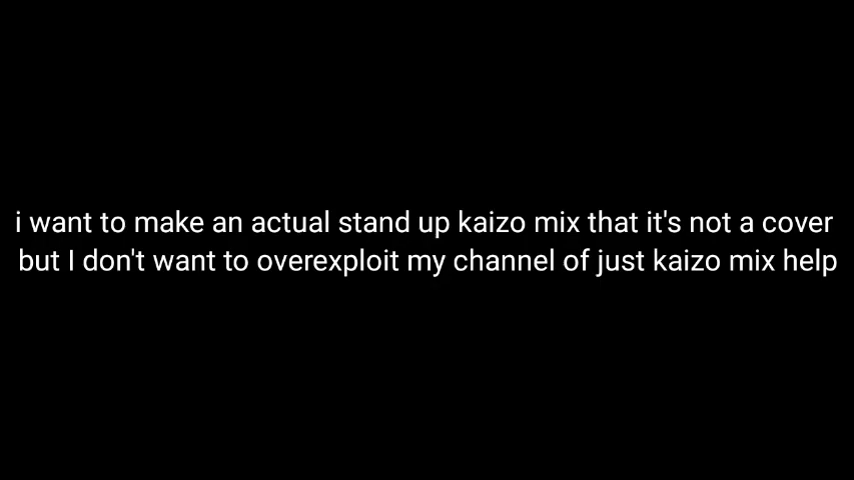 i want to make an actual stand up kaizo mix that it's not a cover
but I don't want to overexploit my channel of just kaizo mix help